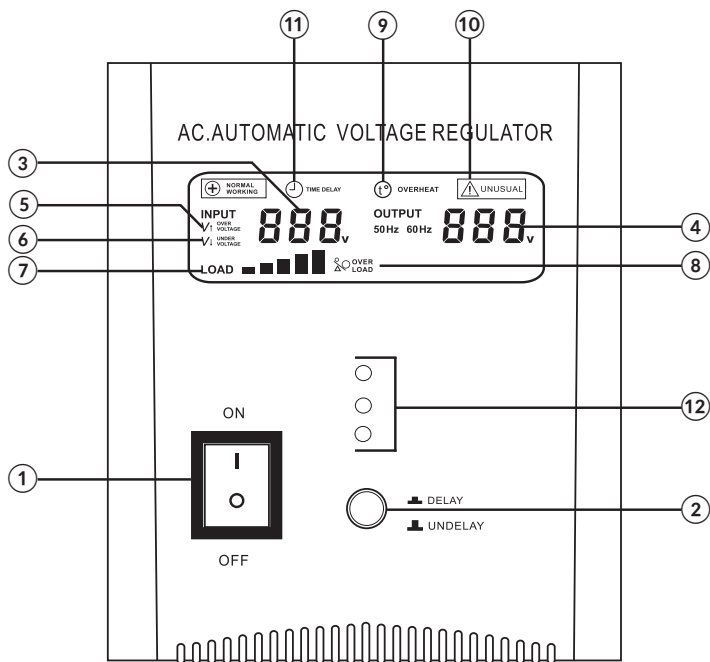 11 9 10
AC.AUTOMATIC VOLTAGE REGULATOR
3
NORMAL WORKING TIME DELAY t° OVERHEAT UNUSUAL
5
INPUT OUTPUT
V↑ OVER VOLTAGE 888v 50Hz 60Hz 888v 4
6
V↓ UNDER VOLTAGE
7
LOAD OVER LOAD 8
12
ON
1
I
O
DELAY
2
UNDELAY
OFF